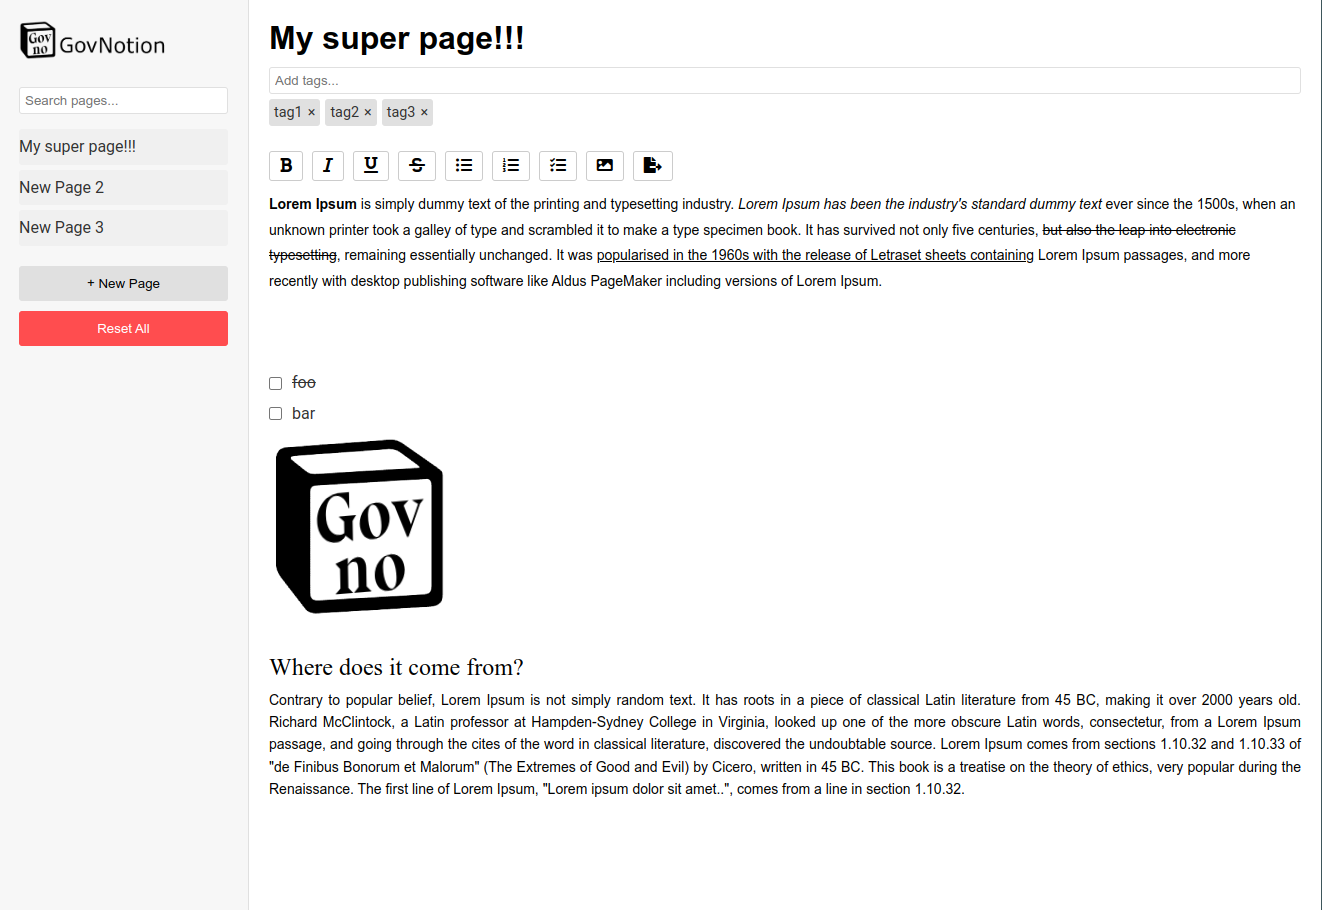 Gov
no
GovNotion
Search pages...
My super page!!!
New Page 2
New Page 3
+ New Page
Reset All
My super page!!!
Add tags...
tag1 × tag2 × tag3 ×
B I U S
Lorem Ipsum is simply dummy text of the printing and typesetting industry. Lorem Ipsum has been the industry's standard dummy text ever since the 1500s, when an
unknown printer took a galley of type and scrambled it to make a type specimen book. It has survived not only five centuries, but also the leap into electronic
typesetting, remaining essentially unchanged. It was popularised in the 1960s with the release of Letraset sheets containing Lorem Ipsum passages, and more
recently with desktop publishing software like Aldus PageMaker including versions of Lorem Ipsum.
foo
bar
Gov
no
Where does it come from?
Contrary to popular belief, Lorem Ipsum is not simply random text. It has roots in a piece of classical Latin literature from 45 BC, making it over 2000 years old.
Richard McClintock, a Latin professor at Hampden-Sydney College in Virginia, looked up one of the more obscure Latin words, consectetur, from a Lorem Ipsum
passage, and going through the cites of the word in classical literature, discovered the undoubtable source. Lorem Ipsum comes from sections 1.10.32 and 1.10.33 of
"de Finibus Bonorum et Malorum" (The Extremes of Good and Evil) by Cicero, written in 45 BC. This book is a treatise on the theory of ethics, very popular during the
Renaissance. The first line of Lorem Ipsum, "Lorem ipsum dolor sit amet..", comes from a line in section 1.10.32.